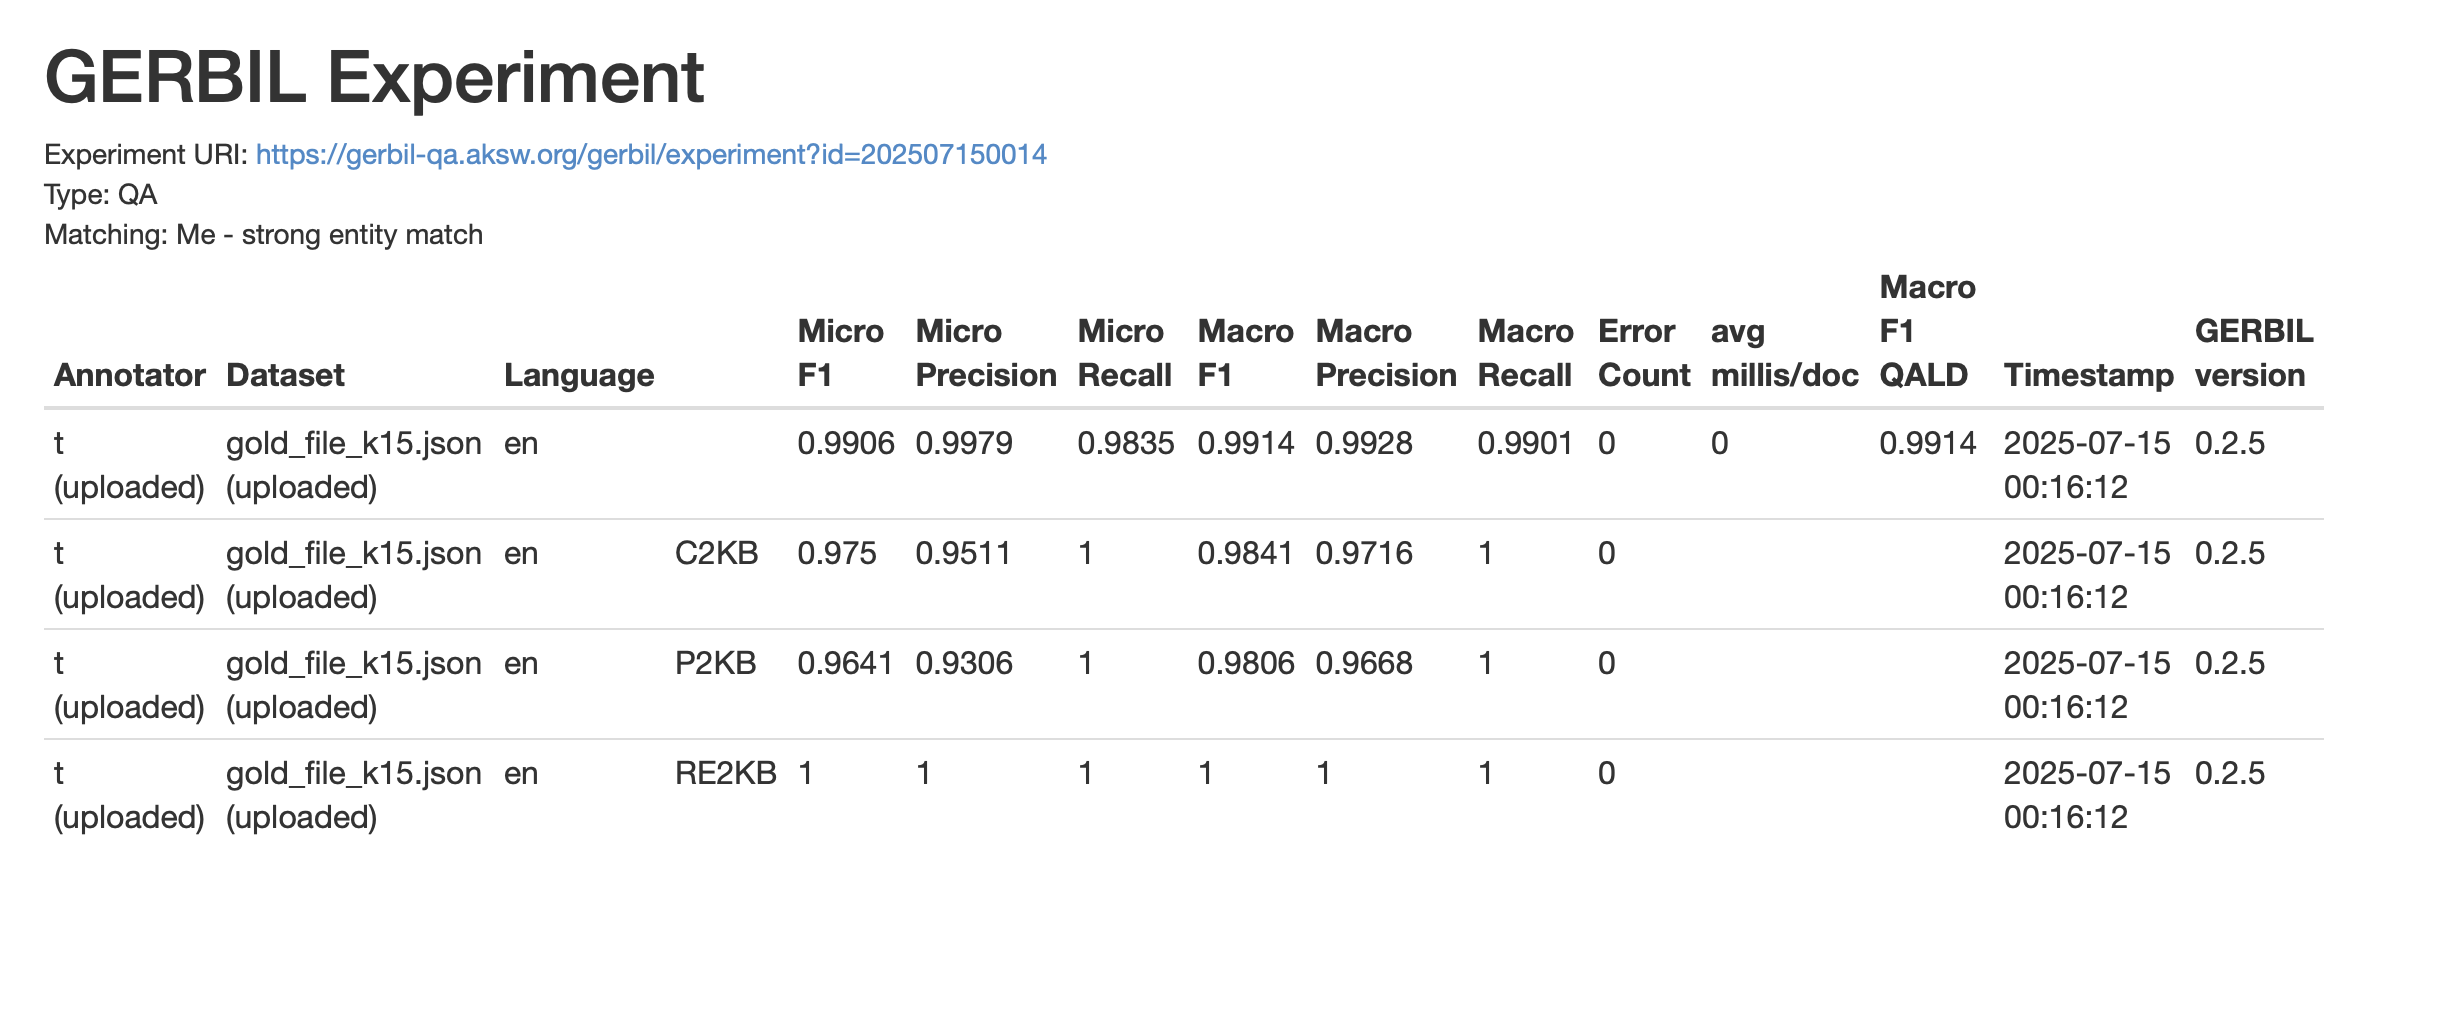 GERBIL Experiment
Experiment URI: https://gerbil-qa.aksw.org/gerbil/experiment?id=202507150014
Type: QA
Matching: Me - strong entity match
Macro
Micro Micro Micro Macro Macro Macro Error avg F1 GERBIL
Annotator Dataset Language F1 Precision Recall F1 Precision Recall Count millis/doc QALD Timestamp version
t gold_file_k15.json en 0.9906 0.9979 0.9835 0.9914 0.9928 0.9901 0 0 0.9914 2025-07-15 0.2.5
(uploaded) (uploaded) 00:16:12
t gold_file_k15.json en C2KB 0.975 0.9511 1 0.9841 0.9716 1 0 2025-07-15 0.2.5
(uploaded) (uploaded) 00:16:12
t gold_file_k15.json en P2KB 0.9641 0.9306 1 0.9806 0.9668 1 0 2025-07-15 0.2.5
(uploaded) (uploaded) 00:16:12
t gold_file_k15.json en RE2KB 1 1 1 1 1 1 0 2025-07-15 0.2.5
(uploaded) (uploaded) 00:16:12